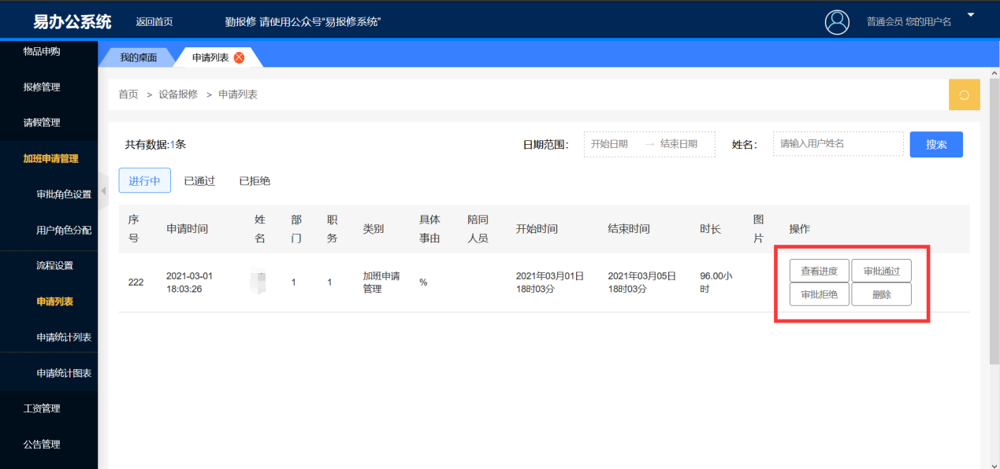 易办公系统
返回首页
勤报修 请使用公众号“易报修系统”
普通会员 您的用户名
物品申购
报修管理
请假管理
加班申请管理
审批角色设置
用户角色分配
流程设置
申请列表
申请统计列表
申请统计图表
工资管理
公告管理
我的桌面
申请列表
首页 > 设备报修 > 申请列表
共有数据:1条
日期范围：
开始日期 → 结束日期
姓名：
请输入用户姓名
搜索
进行中
已通过
已拒绝
序号
申请时间
姓名
部门
职务
类别
具体事由
陪同人员
开始时间
结束时间
时长
图片
操作
222
2021-03-01
18:03:26
1
1
加班申请
管理
%
2021年03月01日
18时03分
2021年03月05日
18时03分
96.00小
时
查看进度
审批通过
审批拒绝
删除